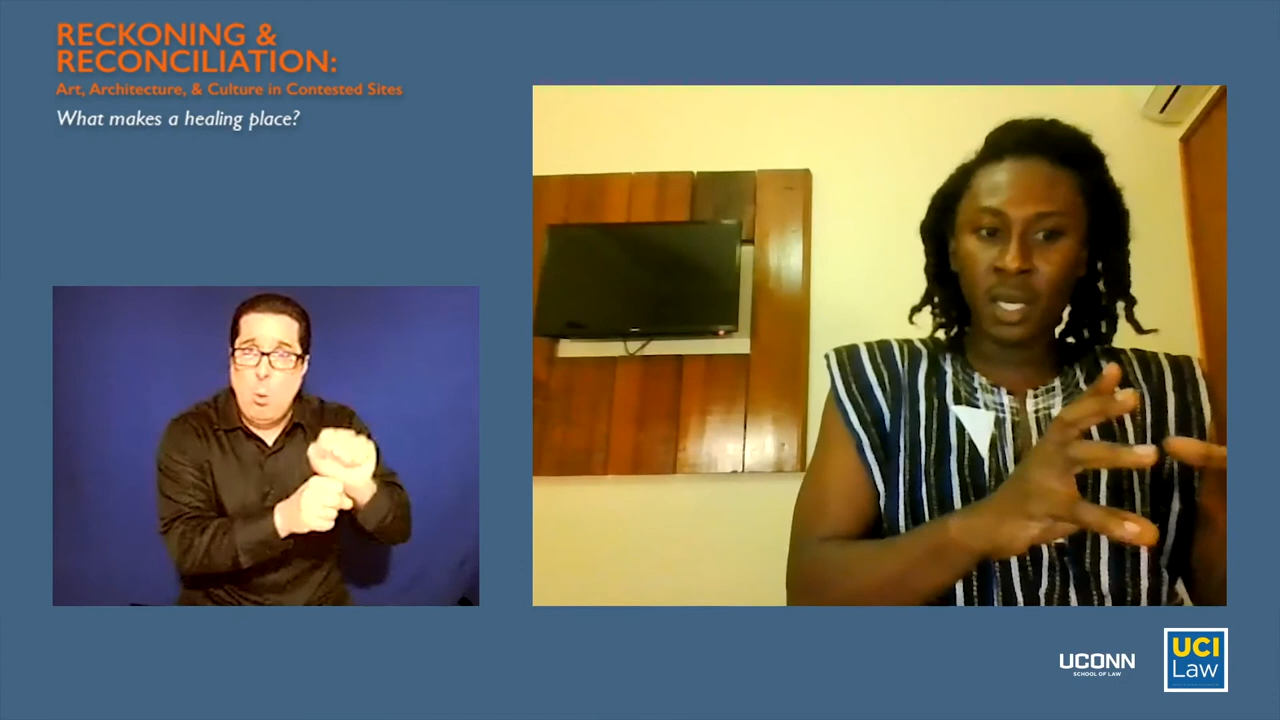 RECKONING &
RECONCILIATION:
Art, Architecture, & Culture in Contested Sites
What makes a healing place?
UCONN
SCHOOL OF LAW
UCI
Law